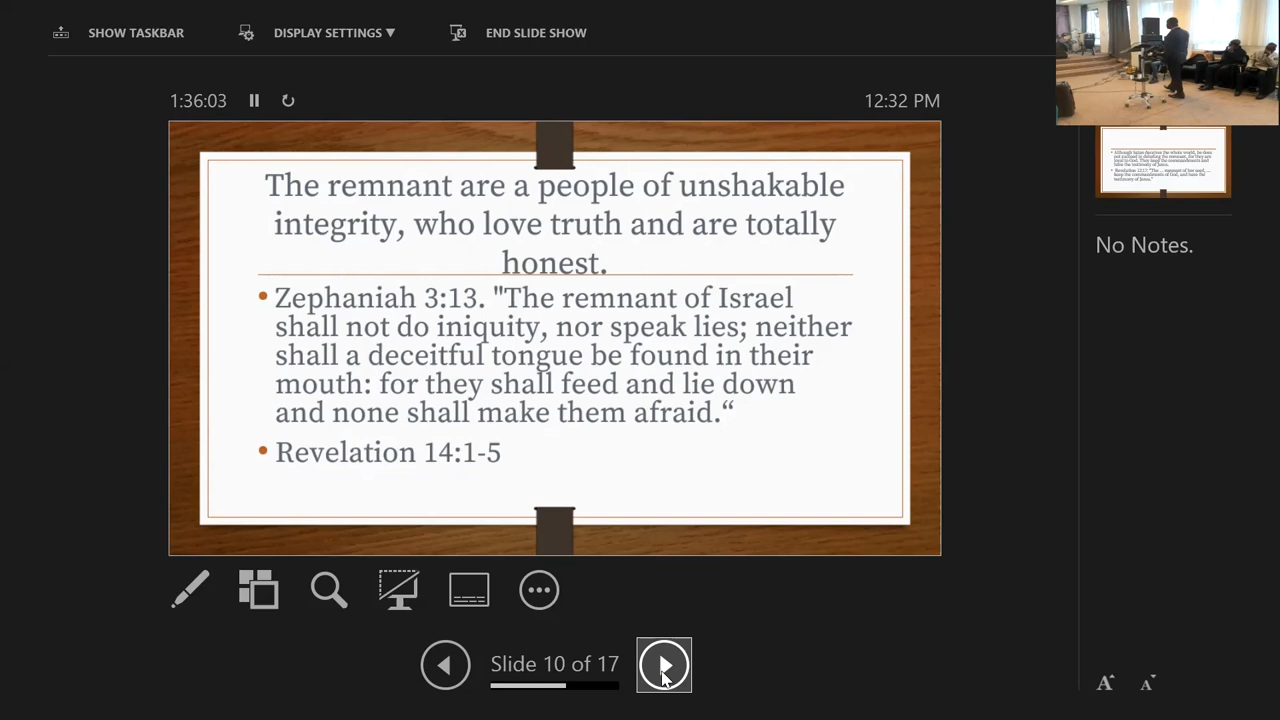 SHOW TASKBAR
DISPLAY SETTINGS ▼
END SLIDE SHOW
1:36:03
12:32 PM
The remnant are a people of unshakable
integrity, who love truth and are totally
honest.
• Zephaniah 3:13. "The remnant of Israel
shall not do iniquity, nor speak lies; neither
shall a deceitful tongue be found in their
mouth: for they shall feed and lie down
and none shall make them afraid.“
• Revelation 14:1-5
No Notes.
Slide 10 of 17
A A